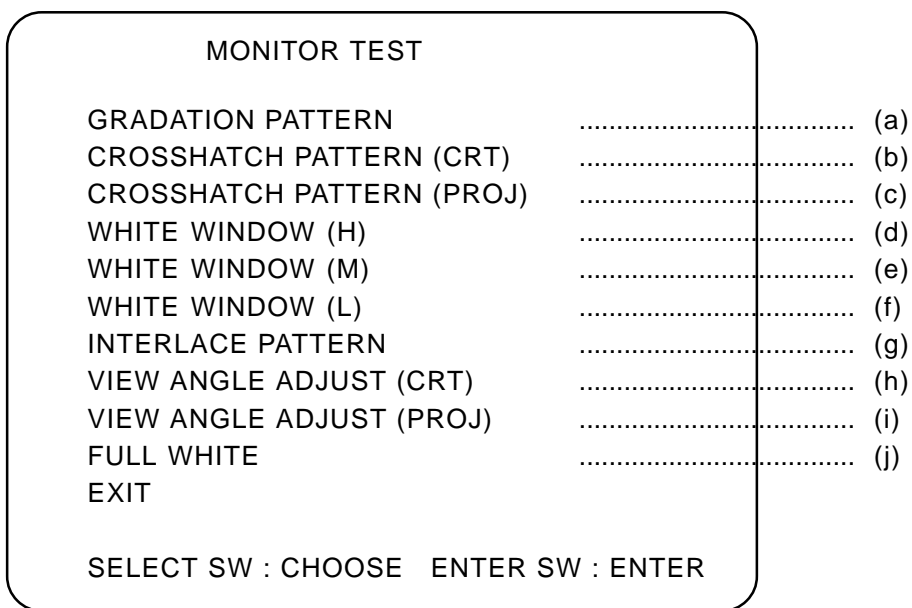 MONITOR TEST
GRADATION PATTERN ..................................... (a)
CROSSHATCH PATTERN (CRT) ..................................... (b)
CROSSHATCH PATTERN (PROJ) ..................................... (c)
WHITE WINDOW (H) ..................................... (d)
WHITE WINDOW (M) ..................................... (e)
WHITE WINDOW (L) ..................................... (f)
INTERLACE PATTERN ..................................... (g)
VIEW ANGLE ADJUST (CRT) ..................................... (h)
VIEW ANGLE ADJUST (PROJ) ..................................... (i)
FULL WHITE ..................................... (j)
EXIT
SELECT SW : CHOOSE ENTER SW : ENTER